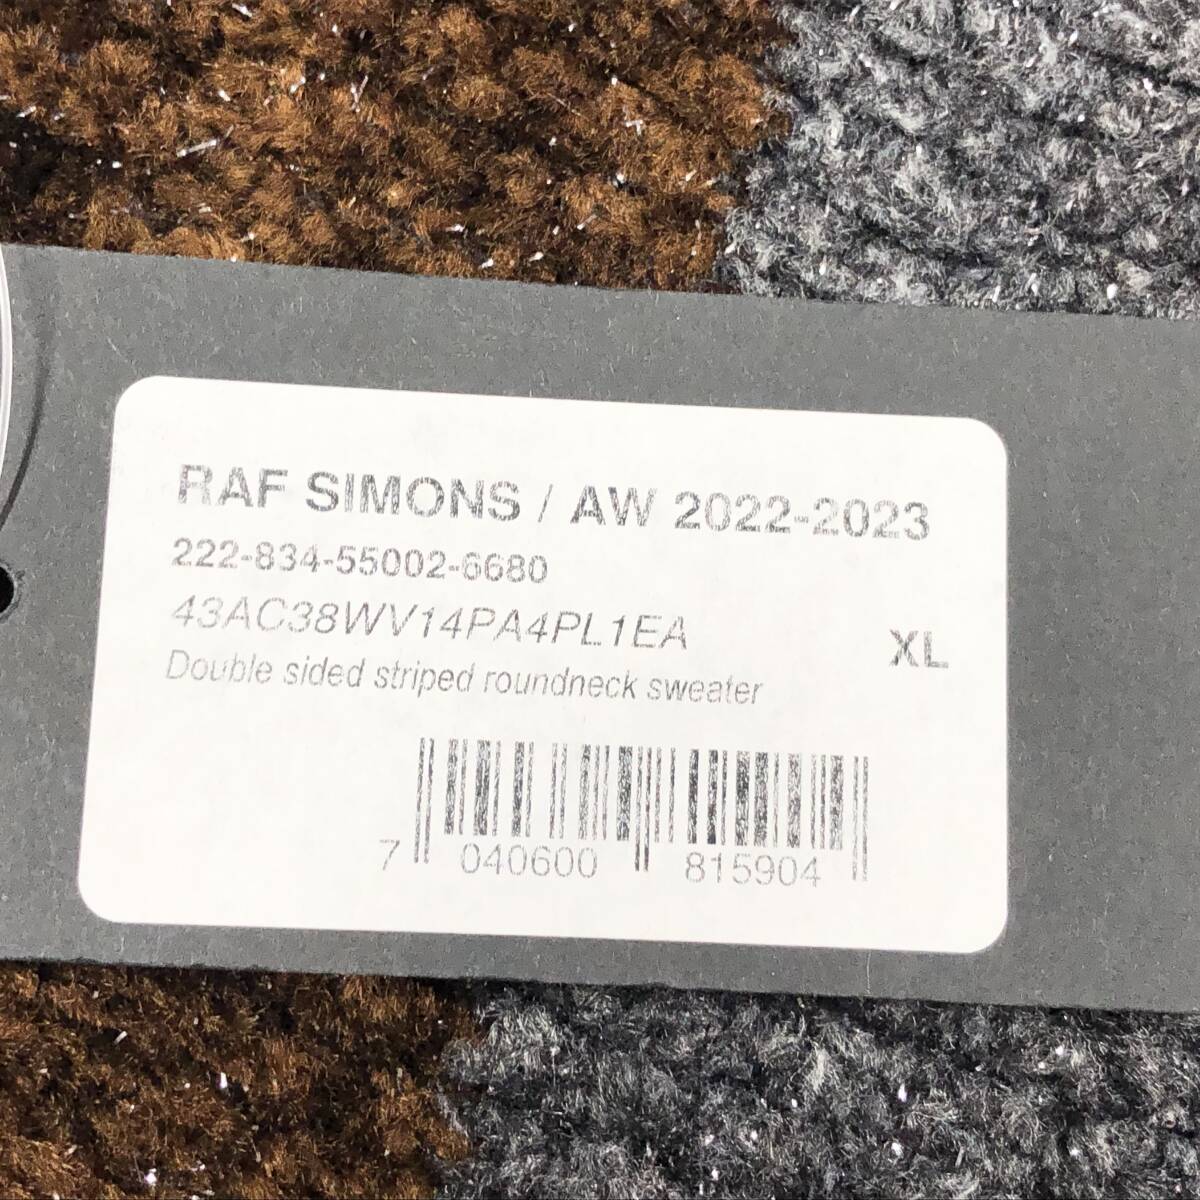 RAF SIMONS / AW 2022-2023
222-834-55002-6680
43AC38WV14PA4PL1EA
XL
Double sided striped roundneck sweater
7 040600 815904